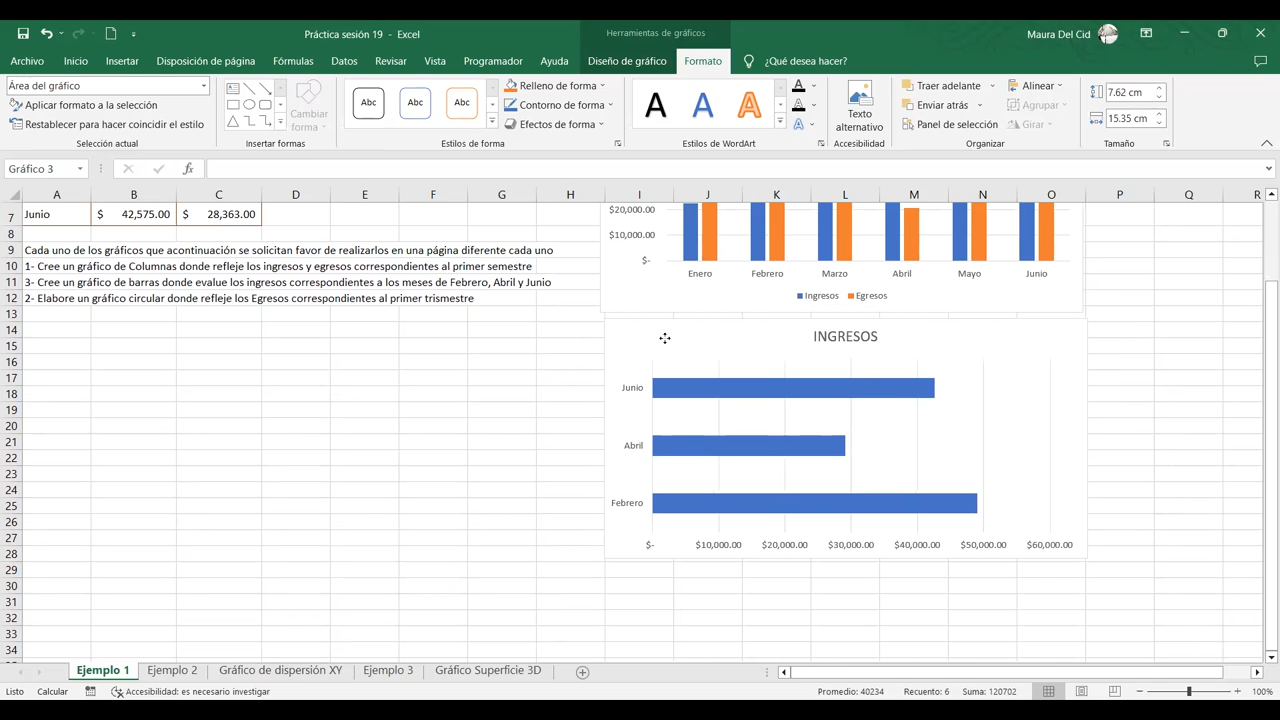 Práctica sesión 19 - Excel
Herramientas de gráficos
Maura Del Cid
Archivo Inicio Insertar Disposición de página Fórmulas Datos Revisar Vista Programador Ayuda Diseño de gráfico Formato ¿Qué desea hacer?
Área del gráfico
Aplicar formato a la selección
Restablecer para hacer coincidir el estilo
Selección actual
Cambiar forma
Insertar formas
Abc Abc Abc
Relleno de forma
Contorno de forma
Efectos de forma
Estilos de forma
A A A
Estilos de WordArt
Texto alternativo
Accesibilidad
Traer adelante
Enviar atrás
Panel de selección
Alinear
Agrupar
Girar
Organizar
7.62 cm
15.35 cm
Tamaño
Gráfico 3
fx
A B C D E F G H I J K L M N O P Q R
7 Junio $ 42,575.00 $ 28,363.00
8
9 Cada uno de los gráficos que acontinuación se solicitan favor de realizarlos en una página diferente cada uno
10 1- Cree un gráfico de Columnas donde refleje los ingresos y egresos correspondientes al primer semestre
11 3- Cree un gráfico de barras donde evalue los ingresos correspondientes a los meses de Febrero, Abril y Junio
12 2- Elabore un gráfico circular donde refleje los Egresos correspondientes al primer trismestre
13
14
15
16
17
18
19
20
21
22
23
24
25
26
27
28
29
30
31
32
33
34
$20,000.00
$10,000.00
$-
Enero Febrero Marzo Abril Mayo Junio
Ingresos Egresos
INGRESOS
Junio
Abril
Febrero
$- $10,000.00 $20,000.00 $30,000.00 $40,000.00 $50,000.00 $60,000.00
Ejemplo 1 Ejemplo 2 Gráfico de dispersión XY Ejemplo 3 Gráfico Superficie 3D
Listo Calcular Accesibilidad: es necesario investigar Promedio: 40234 Recuento: 6 Suma: 120702 100%